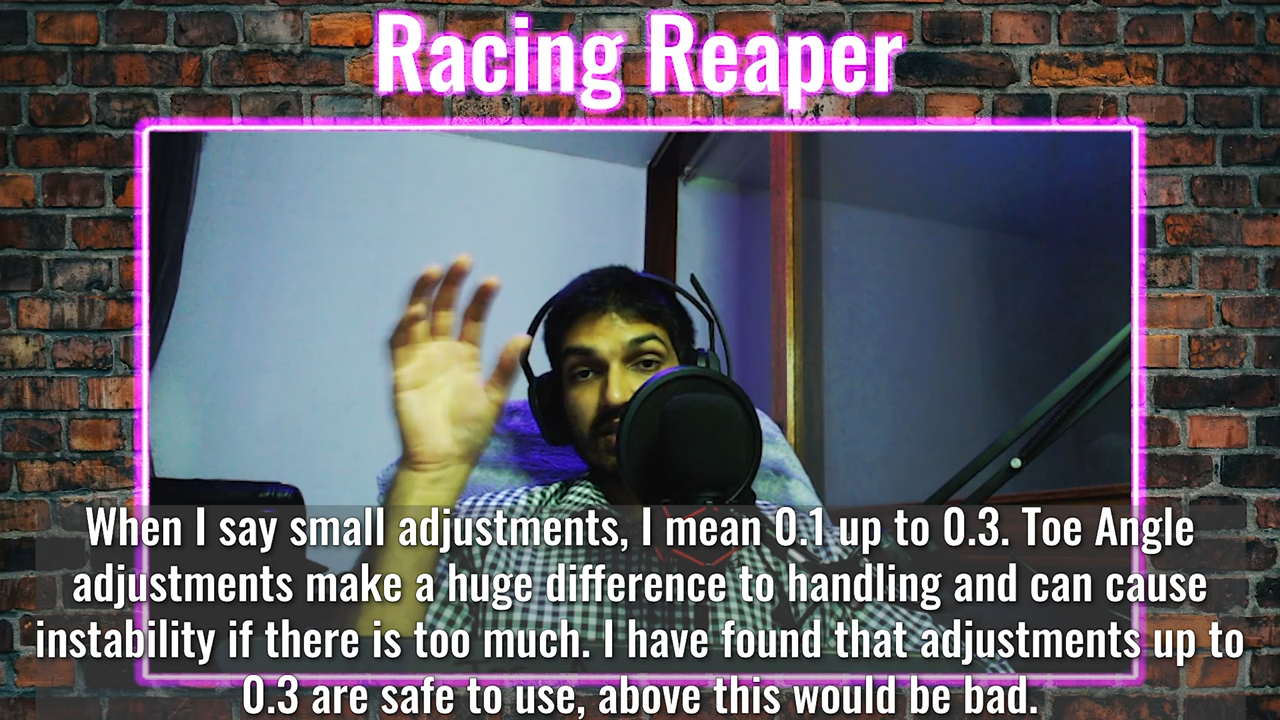 Racing Reaper
When I say small adjustments, I mean 0.1 up to 0.3. Toe Angle
adjustments make a huge difference to handling and can cause
instability if there is too much. I have found that adjustments up to
0.3 are safe to use, above this would be bad.